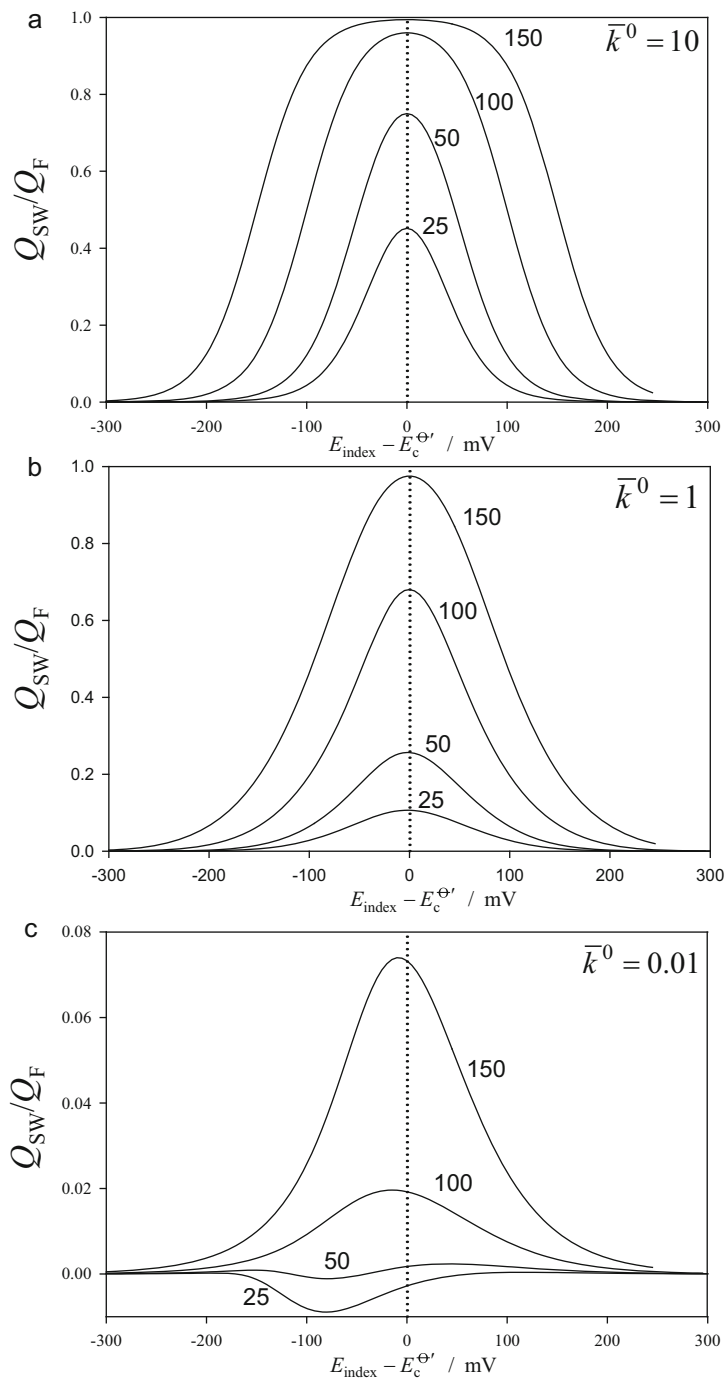 a
k̄⁰ = 10
Q_SW/Q_F
1.0
0.8
0.6
0.4
0.2
0.0
150
100
50
25
-300 -200 -100 0 100 200 300
E_index − E_c^⊖′ / mV
b
k̄⁰ = 1
Q_SW/Q_F
1.0
0.8
0.6
0.4
0.2
0.0
150
100
50
25
-300 -200 -100 0 100 200 300
E_index − E_c^⊖′ / mV
c
k̄⁰ = 0.01
Q_SW/Q_F
0.08
0.06
0.04
0.02
0.00
150
100
50
25
-300 -200 -100 0 100 200 300
E_index − E_c^⊖′ / mV